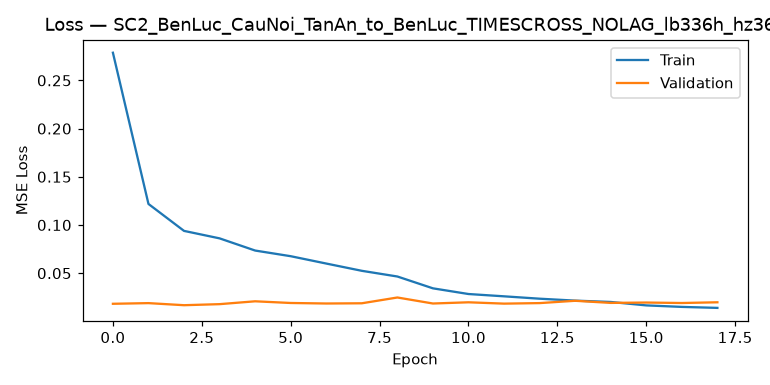 Loss — SC2_BenLuc_CauNoi_TanAn_to_BenLuc_TIMESCROSS_NOLAG_lb336h_hz36
Train
Validation
MSE Loss
0.25
0.20
0.15
0.10
0.05
0.0 2.5 5.0 7.5 10.0 12.5 15.0 17.5
Epoch